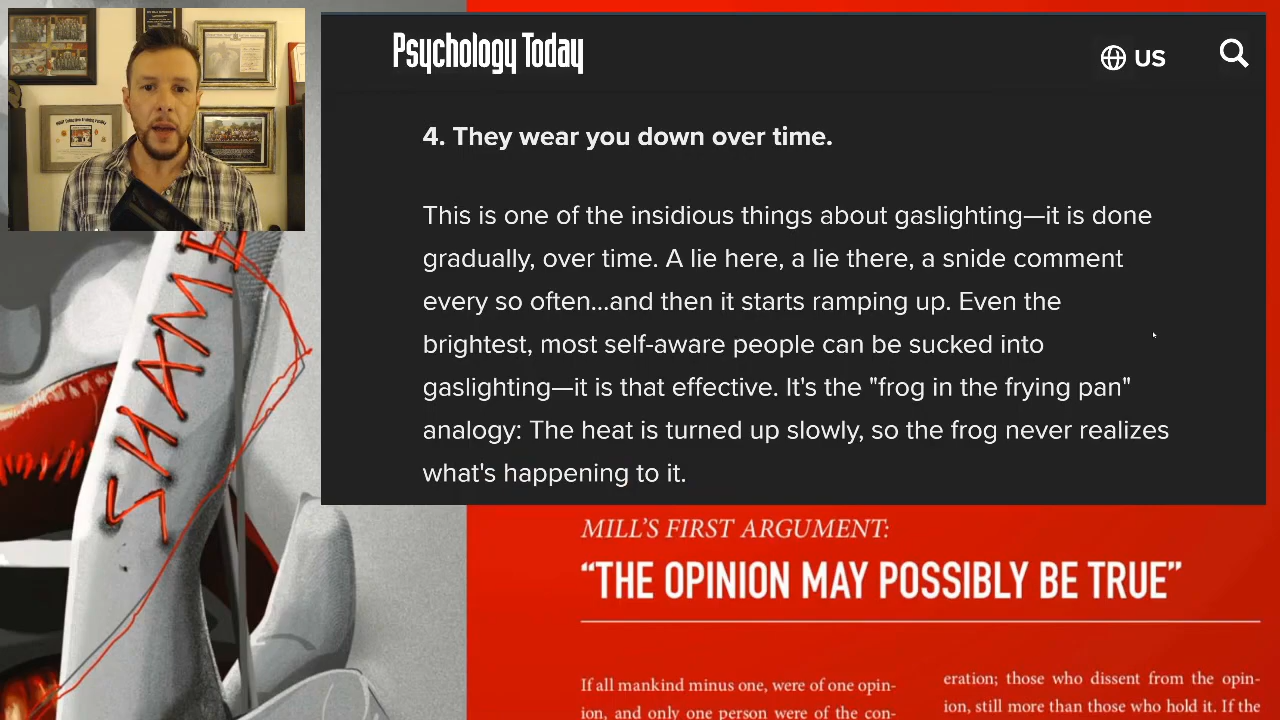 Psychology Today
US
4. They wear you down over time.
This is one of the insidious things about gaslighting—it is done
gradually, over time. A lie here, a lie there, a snide comment
every so often...and then it starts ramping up. Even the
brightest, most self-aware people can be sucked into
gaslighting—it is that effective. It's the "frog in the frying pan"
analogy: The heat is turned up slowly, so the frog never realizes
what's happening to it.
SHAME
MILL'S FIRST ARGUMENT:
“THE OPINION MAY POSSIBLY BE TRUE”
If all mankind minus one, were of one opin-
ion, and only one person were of the con-
eration; those who dissent from the opin-
ion, still more than those who hold it. If the